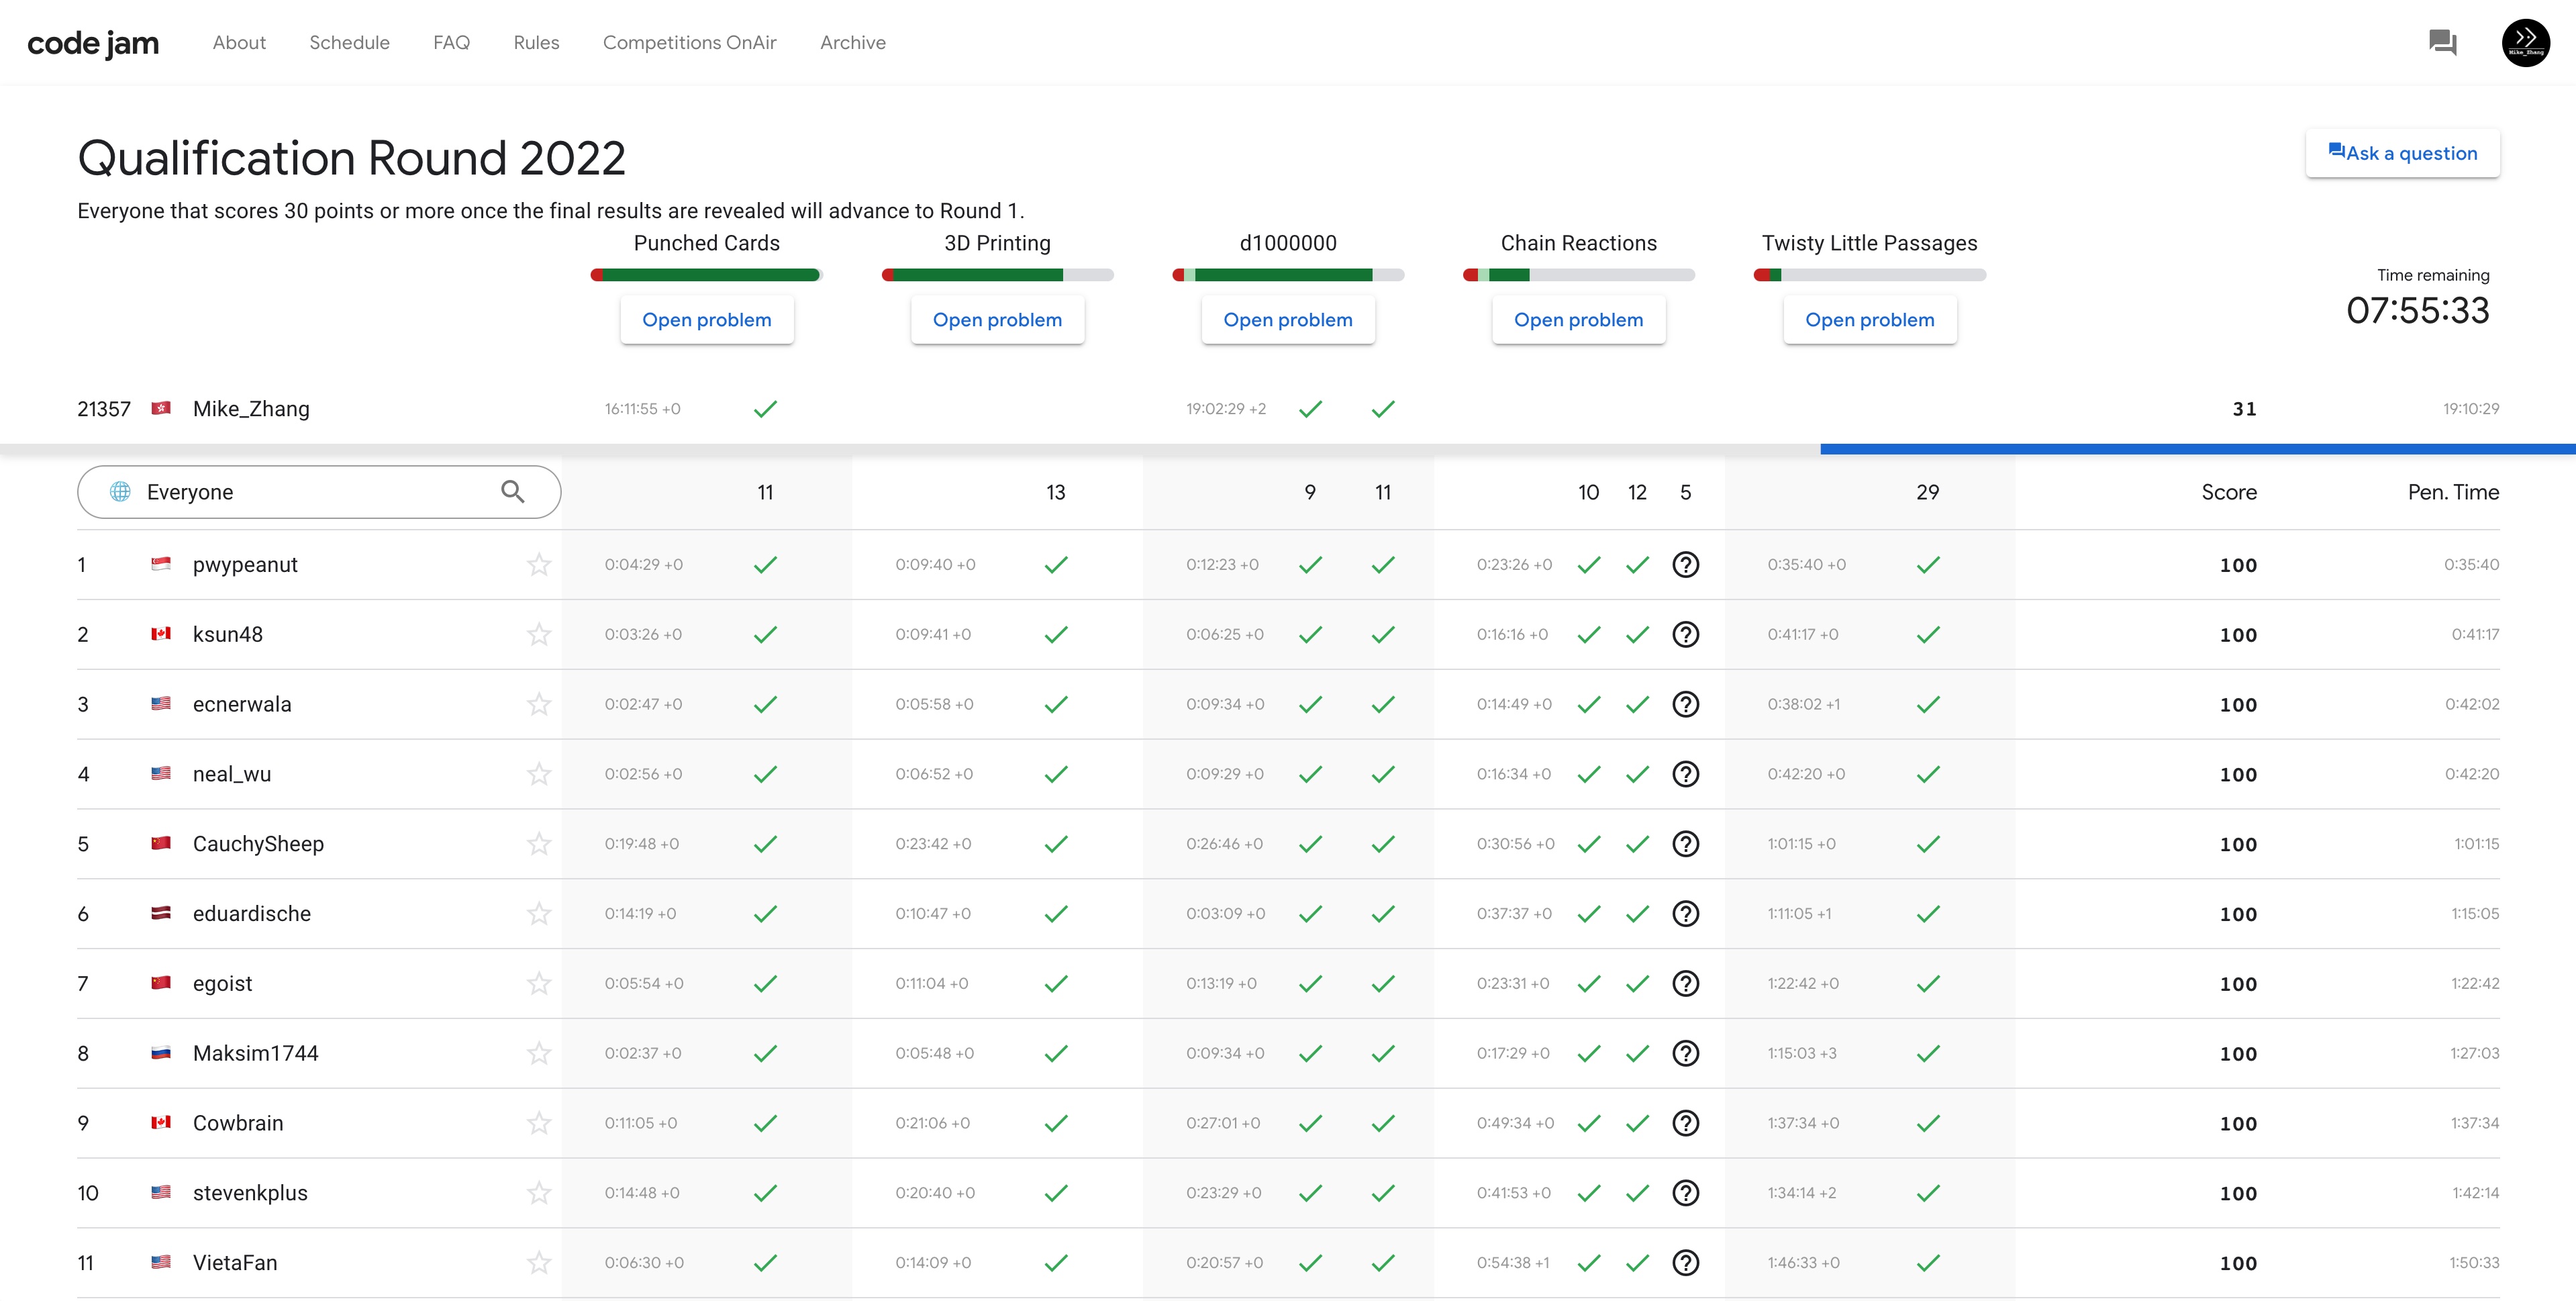 code jam About Schedule FAQ Rules Competitions OnAir Archive
Mike_Zhang
Qualification Round 2022
Ask a question
Everyone that scores 30 points or more once the final results are revealed will advance to Round 1.
Punched Cards 3D Printing d1000000 Chain Reactions Twisty Little Passages
Time remaining
07:55:33
Open problem Open problem Open problem Open problem Open problem
21357 Mike_Zhang 16:11:55 +0 19:02:29 +2 31 19:10:29
Everyone 11 13 9 11 10 12 5 29 Score Pen. Time
1 pwypeanut 0:04:29 +0 0:09:40 +0 0:12:23 +0 0:23:26 +0 0:35:40 +0 100 0:35:40
2 ksun48 0:03:26 +0 0:09:41 +0 0:06:25 +0 0:16:16 +0 0:41:17 +0 100 0:41:17
3 ecnerwala 0:02:47 +0 0:05:58 +0 0:09:34 +0 0:14:49 +0 0:38:02 +1 100 0:42:02
4 neal_wu 0:02:56 +0 0:06:52 +0 0:09:29 +0 0:16:34 +0 0:42:20 +0 100 0:42:20
5 CauchySheep 0:19:48 +0 0:23:42 +0 0:26:46 +0 0:30:56 +0 1:01:15 +0 100 1:01:15
6 eduardische 0:14:19 +0 0:10:47 +0 0:03:09 +0 0:37:37 +0 1:11:05 +1 100 1:15:05
7 egoist 0:05:54 +0 0:11:04 +0 0:13:19 +0 0:23:31 +0 1:22:42 +0 100 1:22:42
8 Maksim1744 0:02:37 +0 0:05:48 +0 0:09:34 +0 0:17:29 +0 1:15:03 +3 100 1:27:03
9 Cowbrain 0:11:05 +0 0:21:06 +0 0:27:01 +0 0:49:34 +0 1:37:34 +0 100 1:37:34
10 stevenkplus 0:14:48 +0 0:20:40 +0 0:23:29 +0 0:41:53 +0 1:34:14 +2 100 1:42:14
11 VietaFan 0:06:30 +0 0:14:09 +0 0:20:57 +0 0:54:38 +1 1:46:33 +0 100 1:50:33